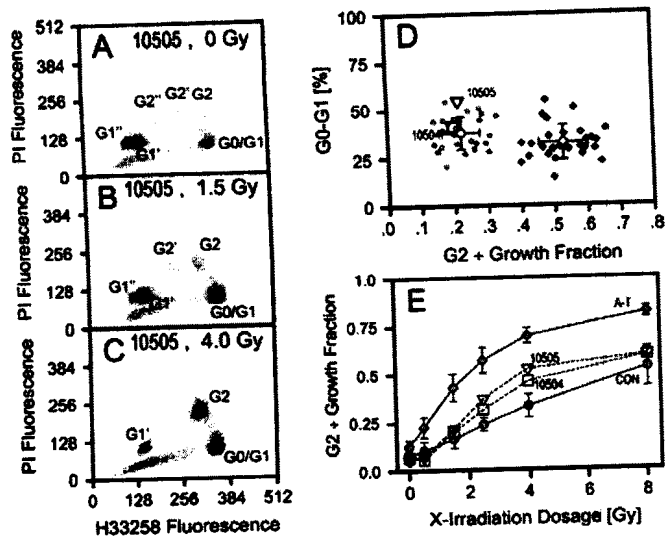 512
A
10505 , 0 Gy
384
G2" G2' G2
256
G1"
128
G1' G0/G1
0
PI Fluorescence
B
10505 , 1.5 Gy
384
G2' G2
256
G1"
128
G0/G1
0
PI Fluorescence
C
10505 , 4.0 Gy
384
G2
256
G1'
128
G0/G1
0
PI Fluorescence
0 128 256 384 512
H33258 Fluorescence
100
D
75
10505
50
10504
25
0
G0-G1 [%]
.0 .1 .2 .3 .4 .5 .6 .7 .8
G2 + Growth Fraction
1.0
E
A-T
0.75
10505
0.5
10504
CON
0.25
0.0
G2 + Growth Fraction
0 2 4 6 8
X-Irradiation Dosage [Gy]